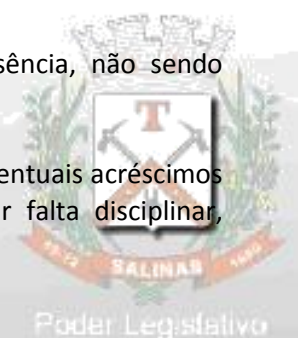 sência, não sendo
entuais acréscimos
r falta disciplinar,
T
SALINAS
Poder Legislativo